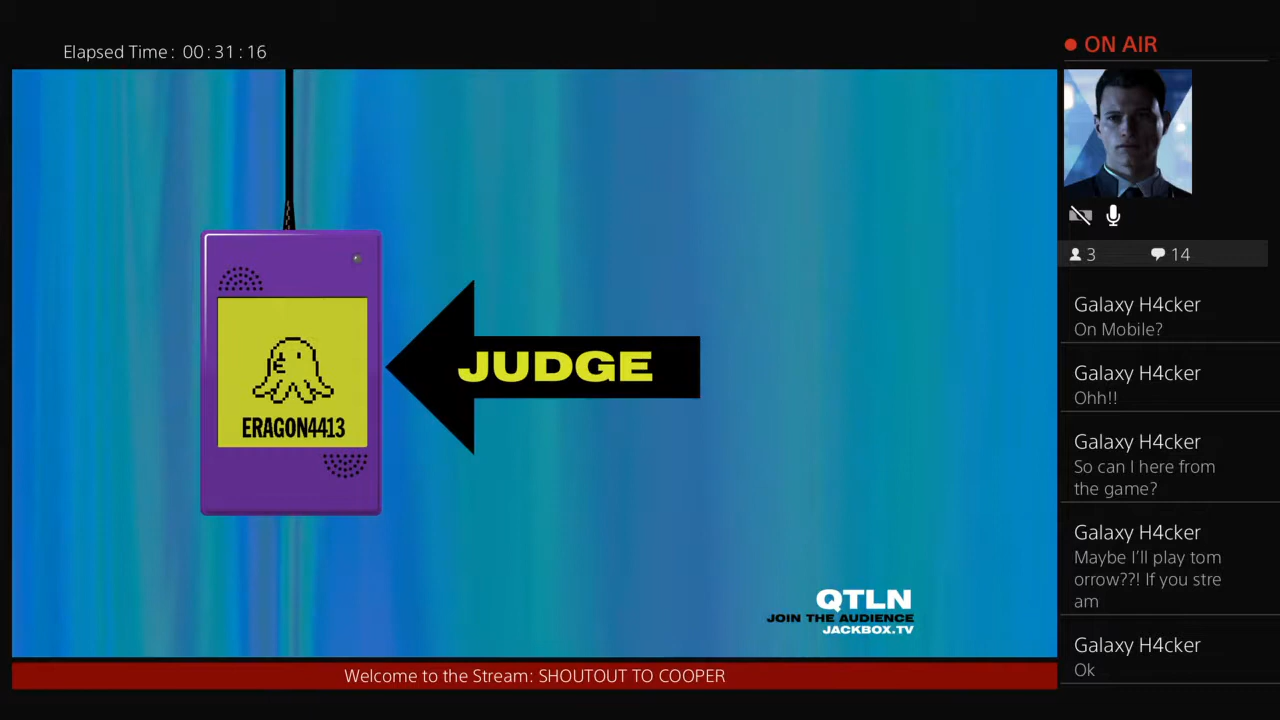 Elapsed Time: 00:31:16
ON AIR
3
14
ERAGON4413
JUDGE
QTLN
JOIN THE AUDIENCE
JACKBOX.TV
Welcome to the Stream: SHOUTOUT TO COOPER
Galaxy H4cker
On Mobile?
Galaxy H4cker
Ohh!!
Galaxy H4cker
So can I here from
the game?
Galaxy H4cker
Maybe I'll play tom
orrow??! If you stre
am
Galaxy H4cker
Ok